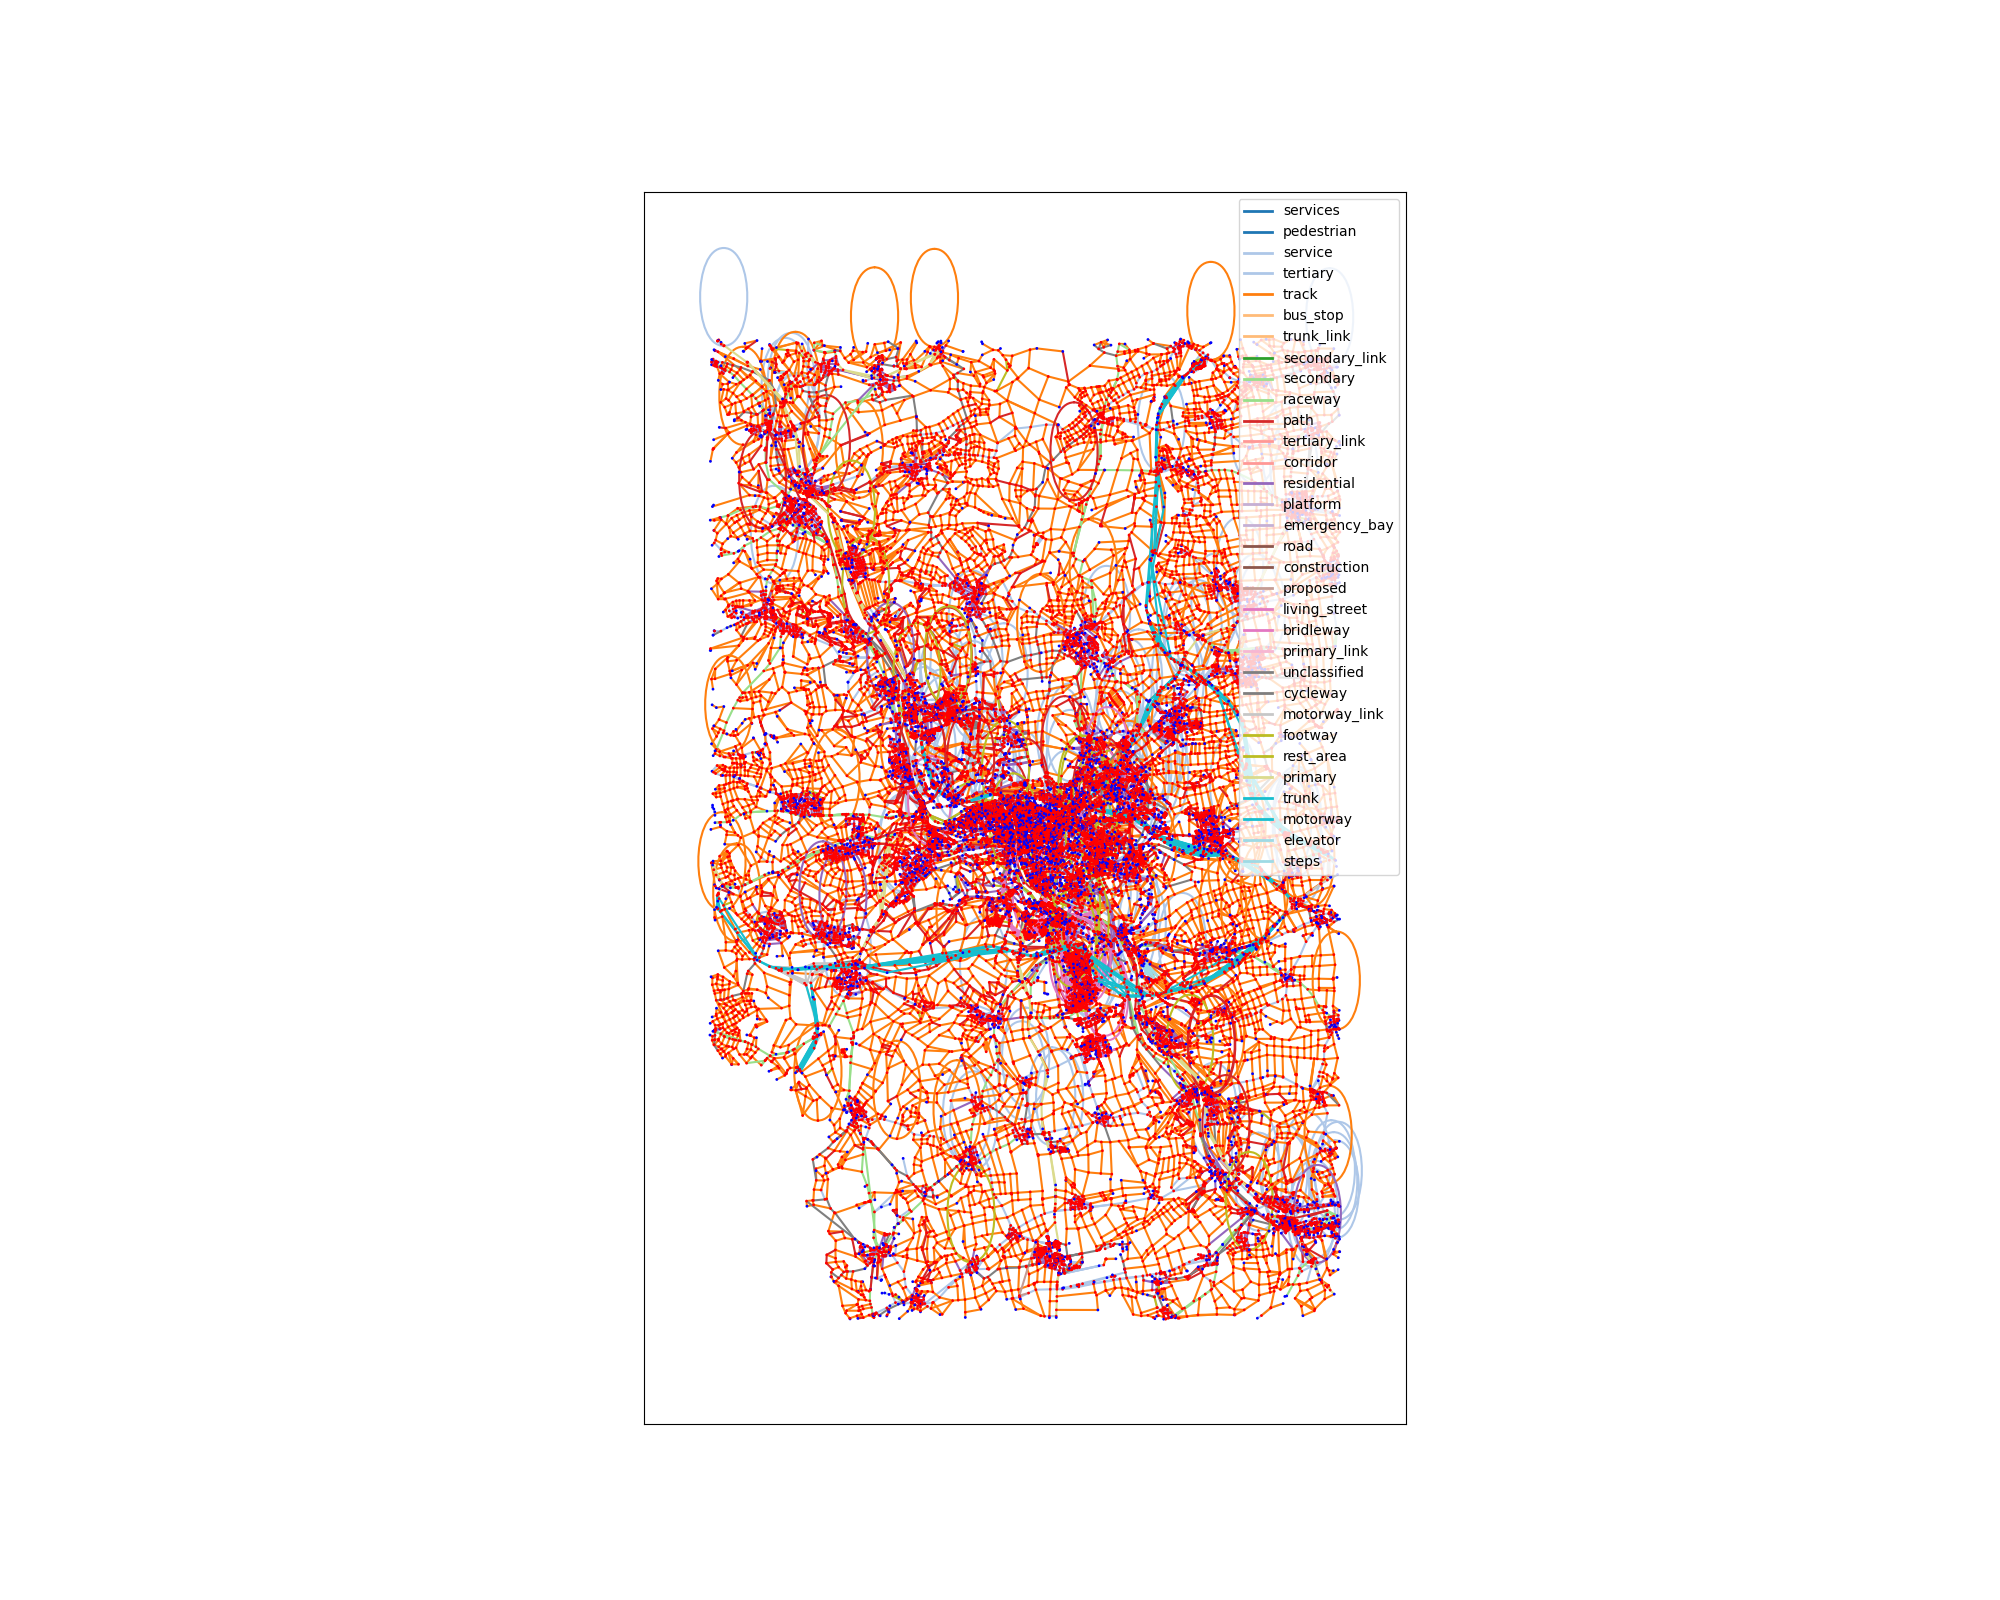 services
pedestrian
service
tertiary
track
bus_stop
trunk_link
secondary_link
secondary
raceway
path
tertiary_link
corridor
residential
platform
emergency_bay
road
construction
proposed
living_street
bridleway
primary_link
unclassified
cycleway
motorway_link
footway
rest_area
primary
trunk
motorway
elevator
steps